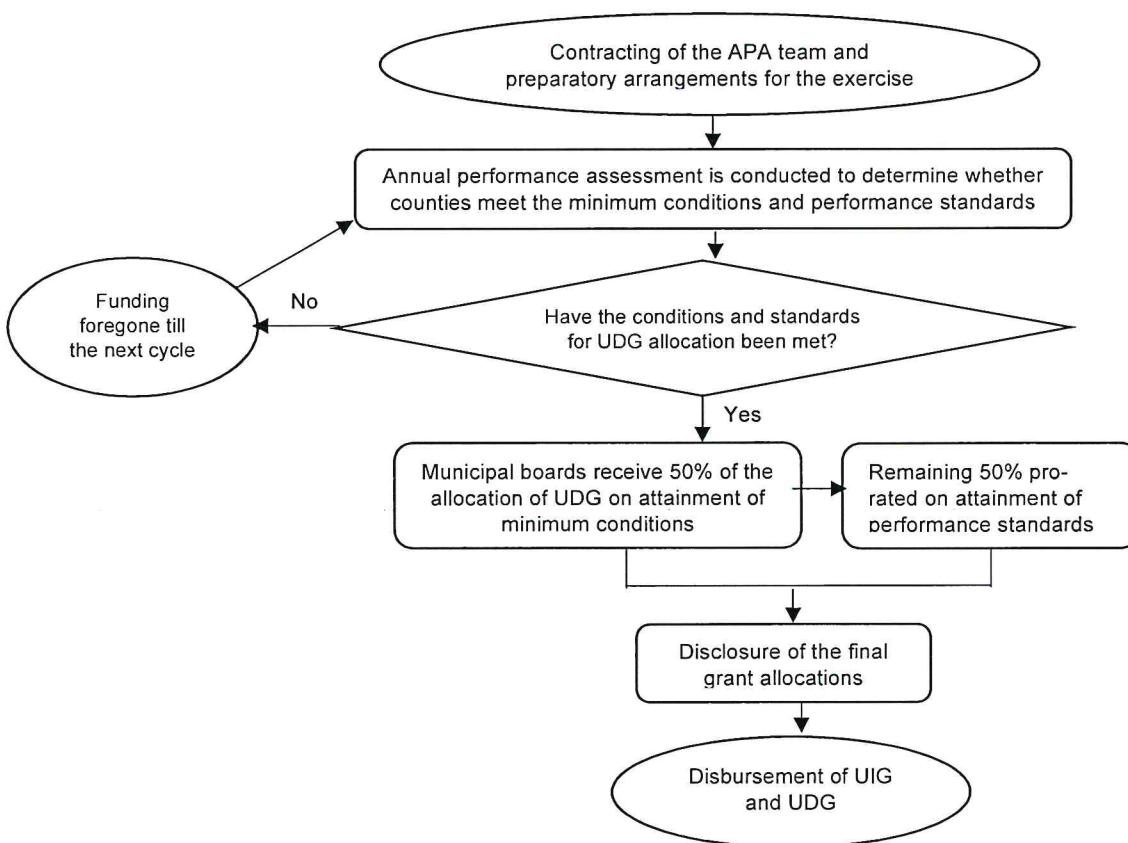 Contracting of the APA team and
preparatory arrangements for the exercise
Annual performance assessment is conducted to determine whether
counties meet the minimum conditions and performance standards
Funding
foregone till
the next cycle
No
Have the conditions and standards
for UDG allocation been met?
Yes
Municipal boards receive 50% of the
allocation of UDG on attainment of
minimum conditions
Remaining 50% pro-
rated on attainment of
performance standards
Disclosure of the final
grant allocations
Disbursement of UIG
and UDG